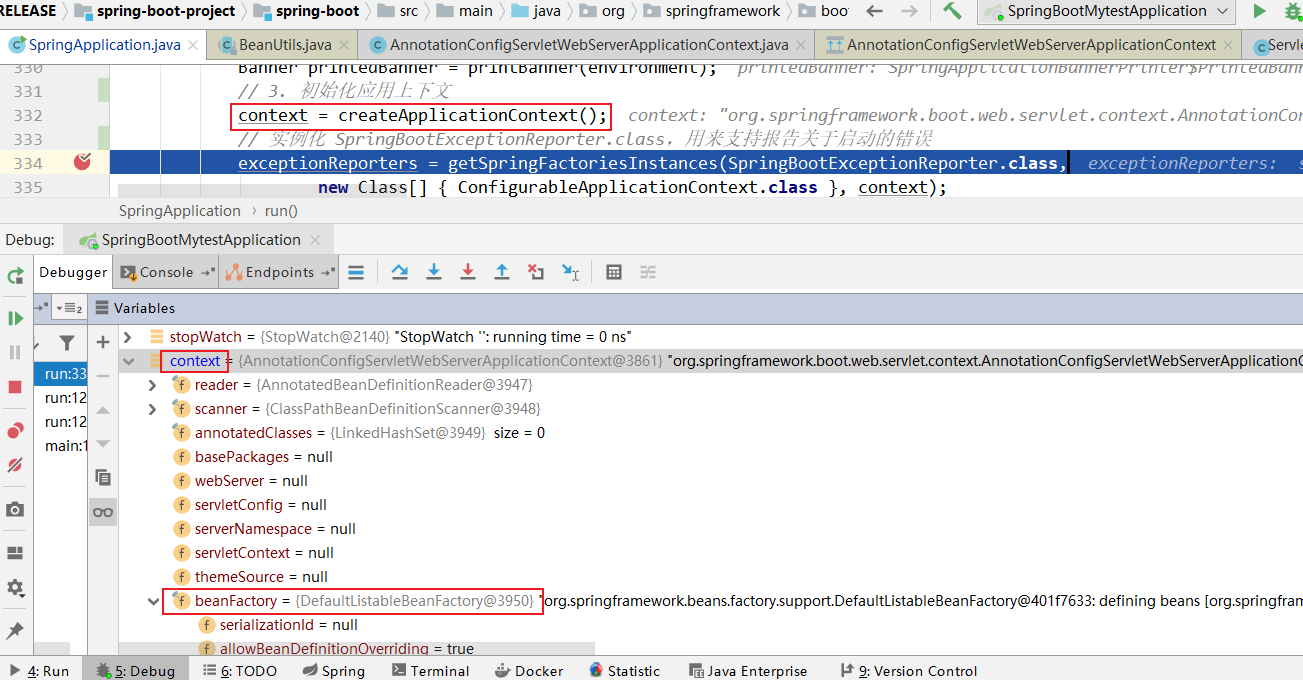 RELEASE spring-boot-project spring-boot src main java org springframework boo SpringBootMytestApplication
SpringApplication.java BeanUtils.java AnnotationConfigServletWebServerApplicationContext.java AnnotationConfigServletWebServerApplicationContext Servle
330 Banner printedBanner = printBanner(environment); printedBanner: SpringApplicationBannerPrinter$PrintedBann
331 // 3. 初始化应用上下文
332 context = createApplicationContext(); context: "org.springframework.boot.web.servlet.context.AnnotationConf
333 // 实例化 SpringBootExceptionReporter.class，用来支持报告关于启动的错误
334 exceptionReporters = getSpringFactoriesInstances(SpringBootExceptionReporter.class, exceptionReporters: s
335 new Class[] { ConfigurableApplicationContext.class }, context);
SpringApplication › run()
Debug: SpringBootMytestApplication
Debugger Console Endpoints
2 Variables
stopWatch = {StopWatch@2140} "StopWatch '': running time = 0 ns"
run:33 context = {AnnotationConfigServletWebServerApplicationContext@3861} "org.springframework.boot.web.servlet.context.AnnotationConfigServletWebServerApplicationC
reader = {AnnotatedBeanDefinitionReader@3947}
run:12 scanner = {ClassPathBeanDefinitionScanner@3948}
run:12 annotatedClasses = {LinkedHashSet@3949} size = 0
main:1 basePackages = null
webServer = null
servletConfig = null
serverNamespace = null
servletContext = null
themeSource = null
beanFactory = {DefaultListableBeanFactory@3950} "org.springframework.beans.factory.support.DefaultListableBeanFactory@401f7633: defining beans [org.springfram
serializationId = null
allowBeanDefinitionOverriding = true
4: Run 5: Debug 6: TODO Spring Terminal Docker Statistic Java Enterprise 9: Version Control